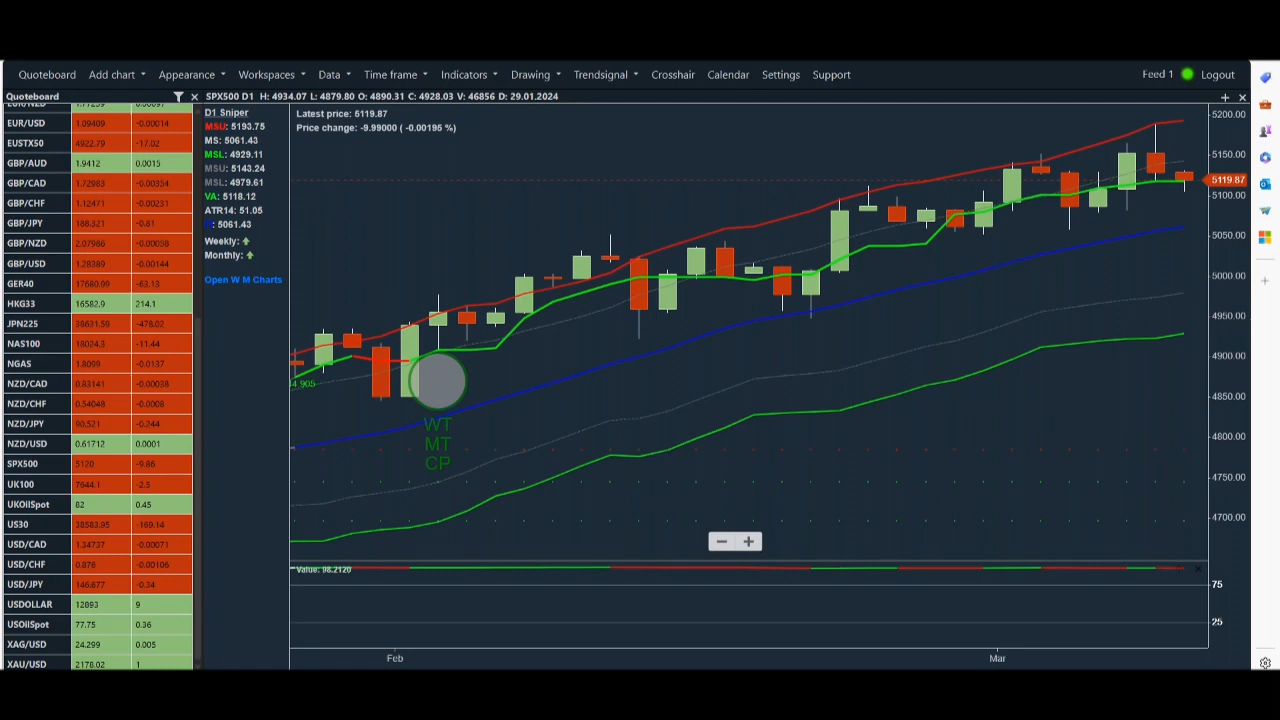 Quoteboard Add chart Appearance Workspaces Data Time frame Indicators Drawing Trendsignal Crosshair Calendar Settings Support Feed 1 Logout
Quoteboard
SPX500 D1 H: 4934.07 L: 4879.80 O: 4890.31 C: 4928.03 V: 46856 D: 29.01.2024
EUR/USD 1.09409 -0.00014
EUSTX50 4922.79 -17.02
GBP/AUD 1.9412 0.0015
GBP/CAD 1.72983 -0.00354
GBP/CHF 1.12471 -0.00231
GBP/JPY 188.321 -0.61
GBP/NZD 2.07986 -0.00058
GBP/USD 1.28389 -0.00144
GER40 17680.99 -63.13
HKG33 16582.9 214.1
JPN225 38631.59 -478.02
NAS100 18024.3 -11.44
NGAS 1.8099 -0.0137
NZD/CAD 0.83141 -0.00038
NZD/CHF 0.54048 -0.0008
NZD/JPY 90.521 -0.244
NZD/USD 0.61712 0.0001
SPX500 5120 -9.86
UK100 7644.1 -2.5
UKOilSpot 82 0.45
US30 38583.95 -169.14
USD/CAD 1.34737 -0.00071
USD/CHF 0.876 -0.00106
USD/JPY 146.677 -0.34
USDOLLAR 12893 9
USOilSpot 77.75 0.36
XAG/USD 24.299 0.005
XAU/USD 2178.02 1
D1 Sniper
MSU: 5193.75
MS: 5061.43
MSL: 4929.11
MSU: 5143.24
MSL: 4979.61
VA: 5118.12
ATR14: 51.05
: 5061.43
Weekly:
Monthly:
Open W M Charts
Latest price: 5119.87
Price change: -9.99000 ( -0.00195 %)
4 905
WT
MT
CP
5200.00
5150.00
5119.87
5100.00
5050.00
5000.00
4950.00
4900.00
4850.00
4800.00
4750.00
4700.00
Value: 98.2120
75
25
Feb Mar